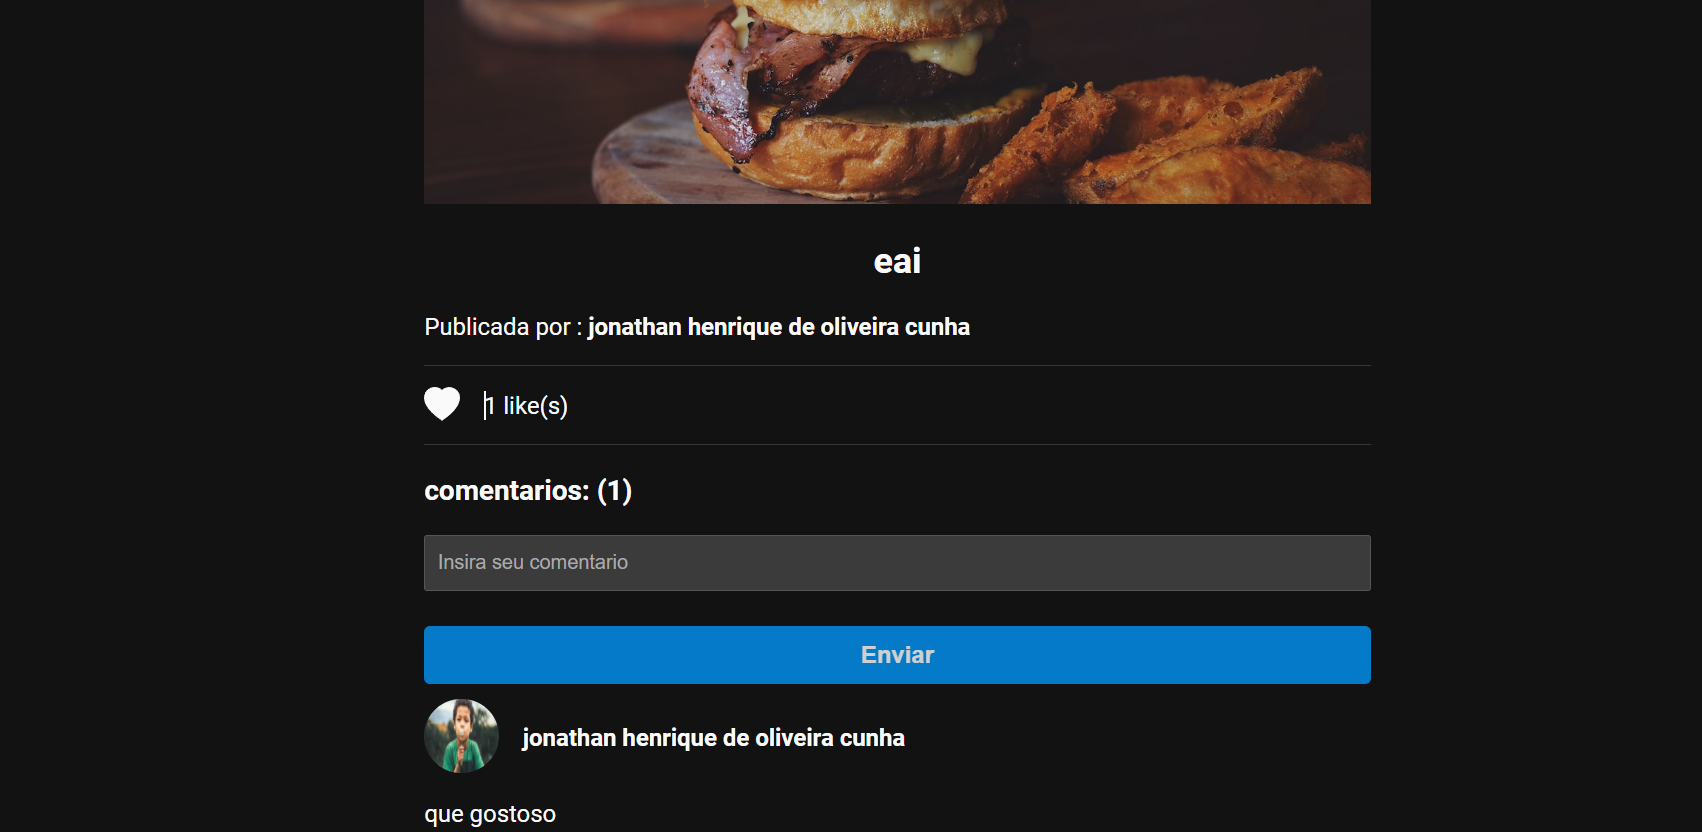 eai
Publicada por : jonathan henrique de oliveira cunha
1 like(s)
comentarios: (1)
Insira seu comentario
Enviar
jonathan henrique de oliveira cunha
que gostoso